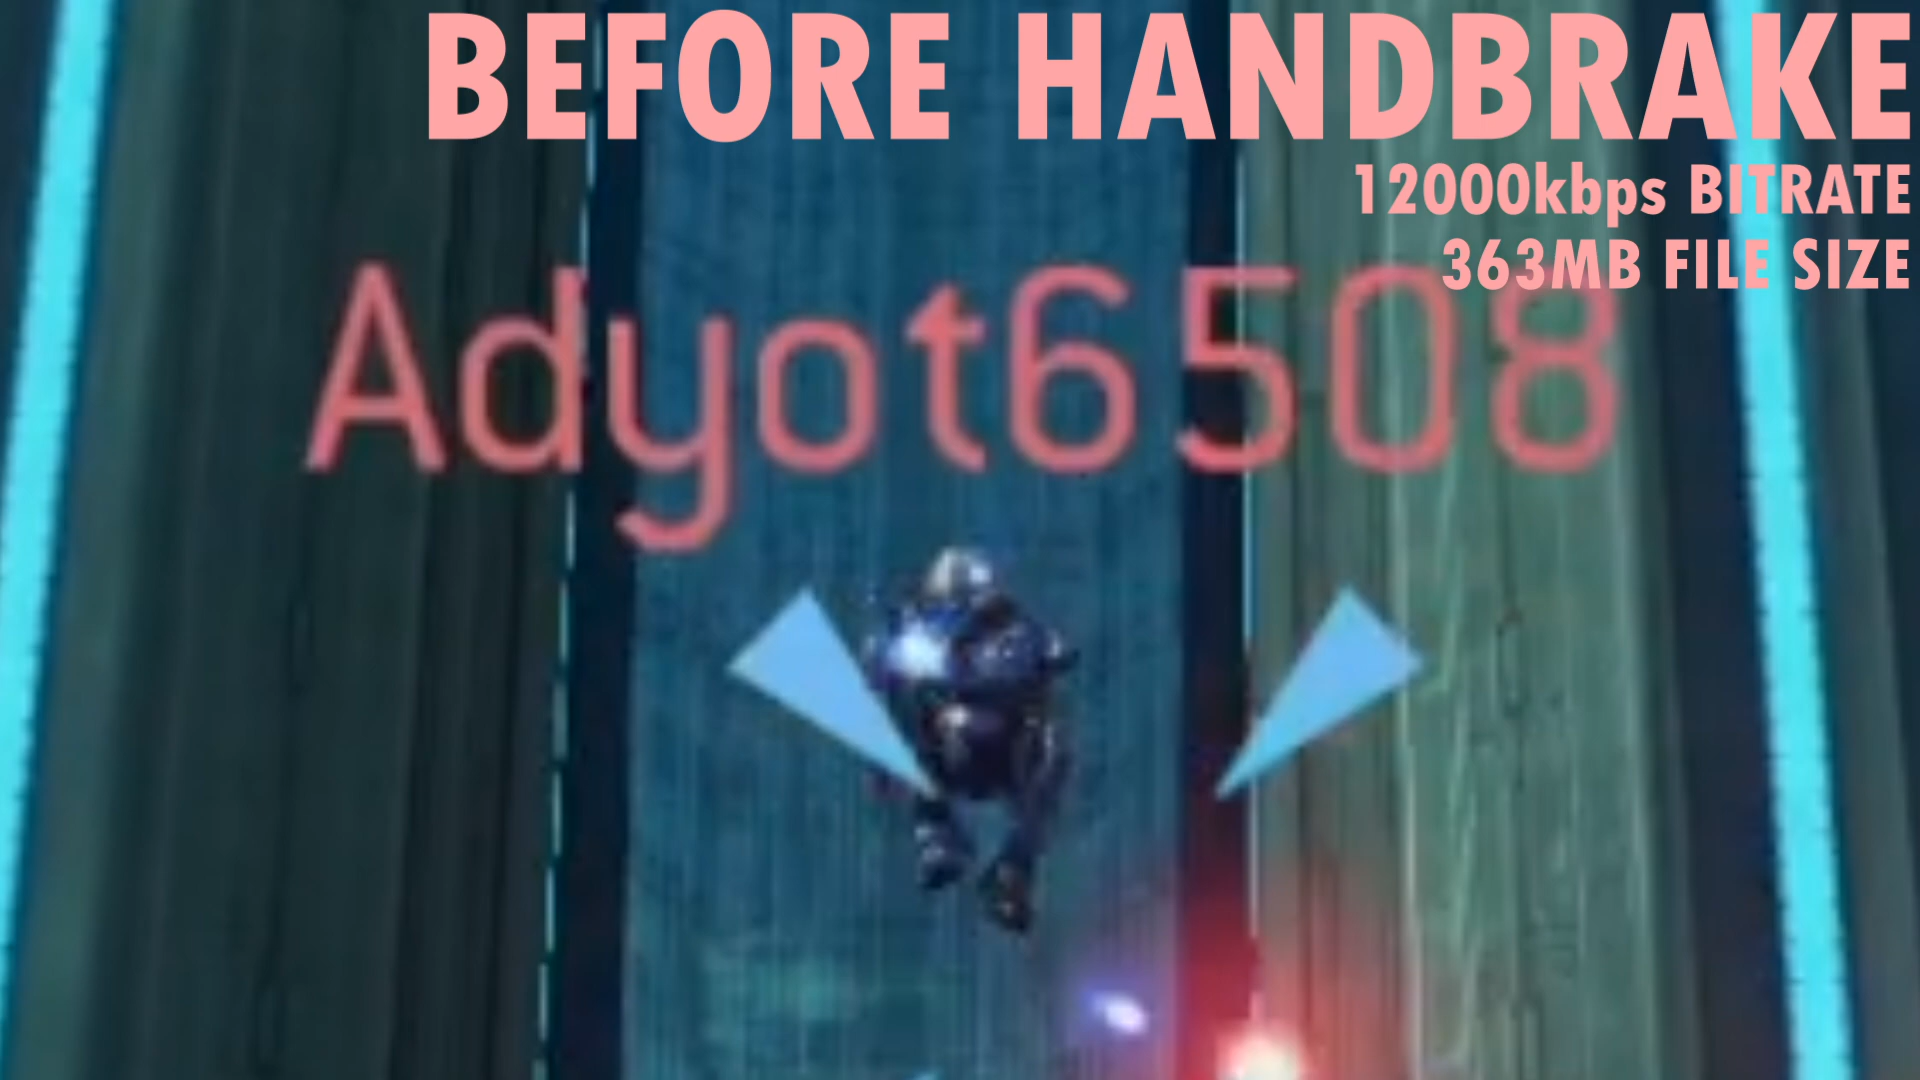 BEFORE HANDBRAKE
12000kbps BITRATE
363MB FILE SIZE
Adyot6508